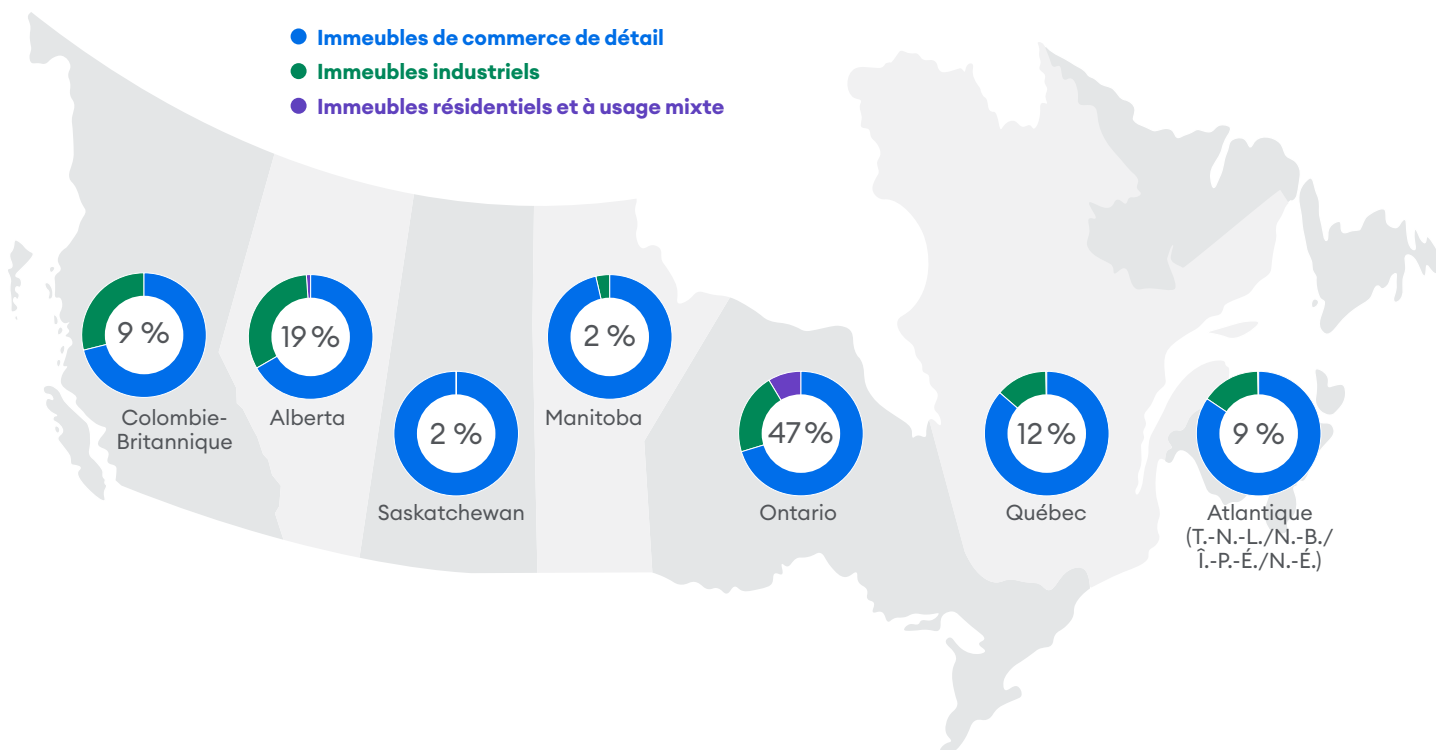 Immeubles de commerce de détail
Immeubles industriels
Immeubles résidentiels et à usage mixte
9 %
Colombie-
Britannique
19 %
Alberta
2 %
Saskatchewan
2 %
Manitoba
47 %
Ontario
12 %
Québec
9 %
Atlantique
(T.-N.-L./N.-B./
Î.-P.-É./N.-É.)